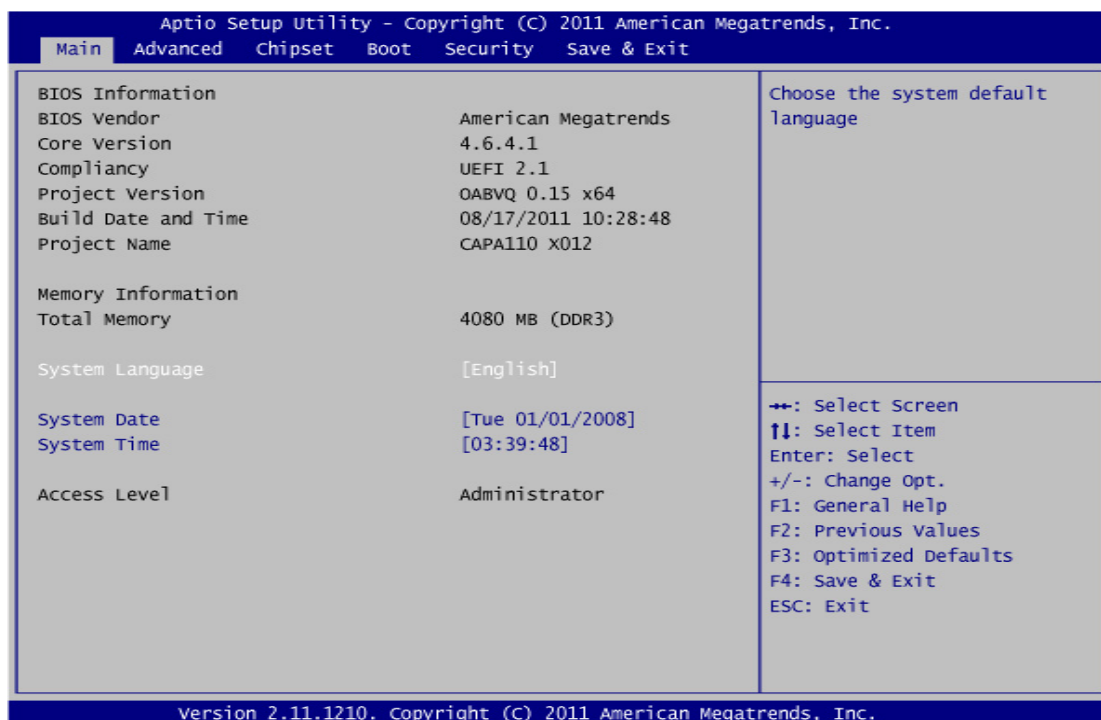 Aptio Setup Utility - Copyright (C) 2011 American Megatrends, Inc.
Main Advanced Chipset Boot Security Save & Exit
BIOS Information
BIOS Vendor American Megatrends
Core Version 4.6.4.1
Compliancy UEFI 2.1
Project Version OABVQ 0.15 x64
Build Date and Time 08/17/2011 10:28:48
Project Name CAPA110 X012
Memory Information
Total Memory 4080 MB (DDR3)
System Language [English]
System Date [Tue 01/01/2008]
System Time [03:39:48]
Access Level Administrator
Choose the system default
language
→←: Select Screen
↑↓: Select Item
Enter: Select
+/-: Change Opt.
F1: General Help
F2: Previous Values
F3: Optimized Defaults
F4: Save & Exit
ESC: Exit
Version 2.11.1210. Copyright (C) 2011 American Megatrends, Inc.